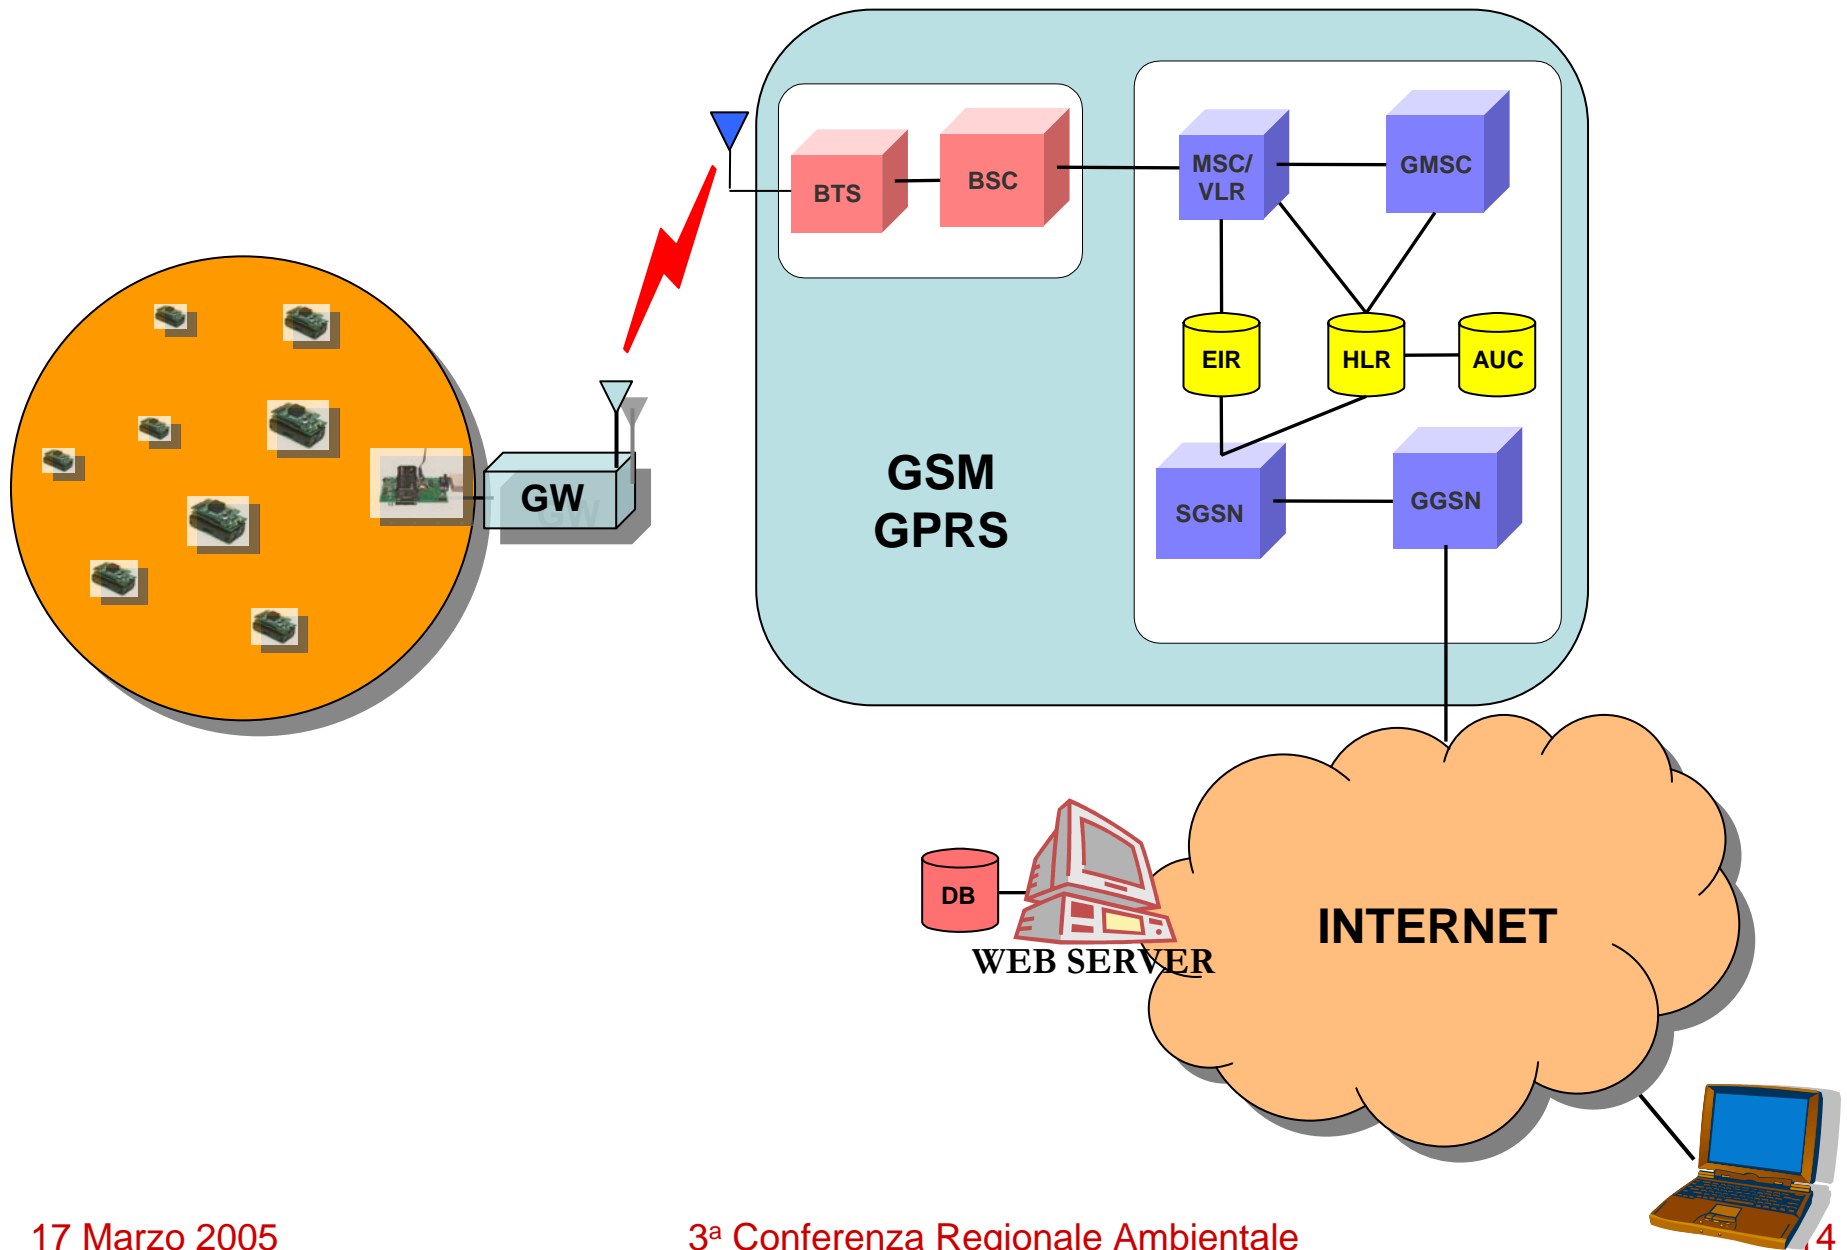 BTS
BSC
MSC/
VLR
GMSC
EIR
HLR
AUC
GSM
GPRS
SGSN
GGSN
GW
DB
WEB SERVER
INTERNET
17 Marzo 2005
3ª Conferenza Regionale Ambientale